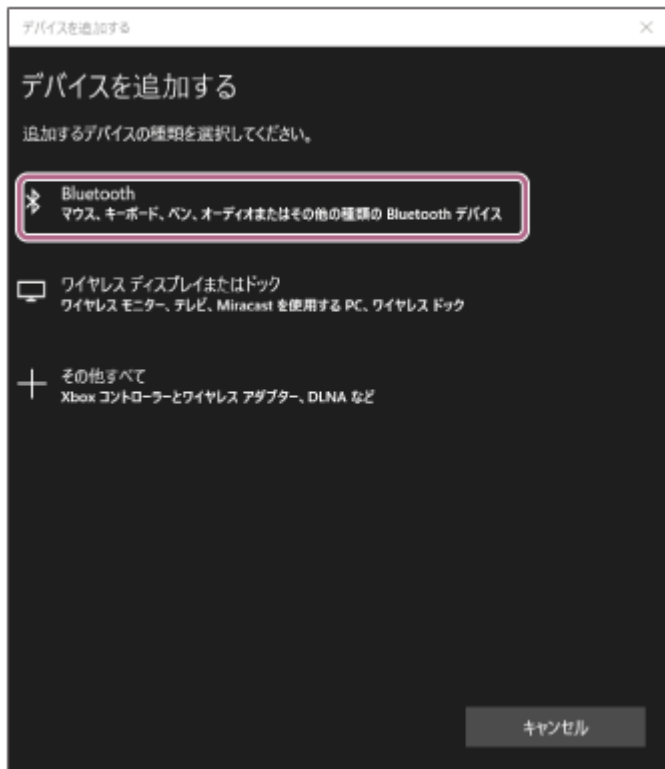 デバイスを追加する
デバイスを追加する
追加するデバイスの種類を選択してください。
Bluetooth
マウス、キーボード、ペン、オーディオまたはその他の種類の Bluetooth デバイス
ワイヤレス ディスプレイまたはドック
ワイヤレス モニター、テレビ、Miracast を使用する PC、ワイヤレス ドック
その他すべて
Xbox コントローラーとワイヤレス アダプター、DLNA など
キャンセル